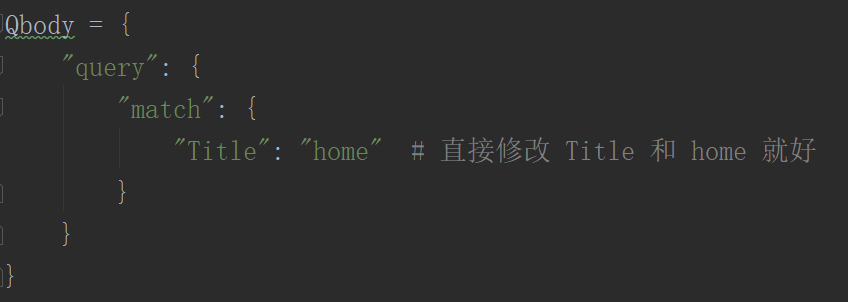 Qbody = {
    "query": {
        "match": {
            "Title": "home"  # 直接修改 Title 和 home 就好
        }
    }
}